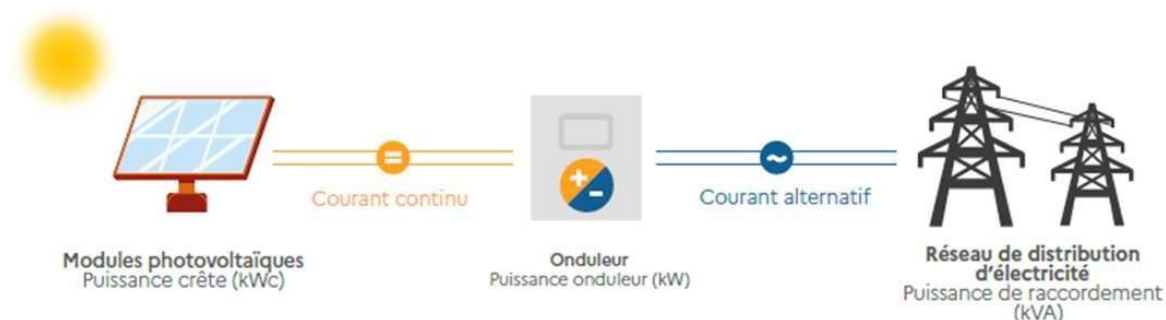 =
Courant continu
+
-
~
Courant alternatif
Modules photovoltaïques
Puissance crête (kWc)
Onduleur
Puissance onduleur (kW)
Réseau de distribution
d'électricité
Puissance de raccordement
(kVA)